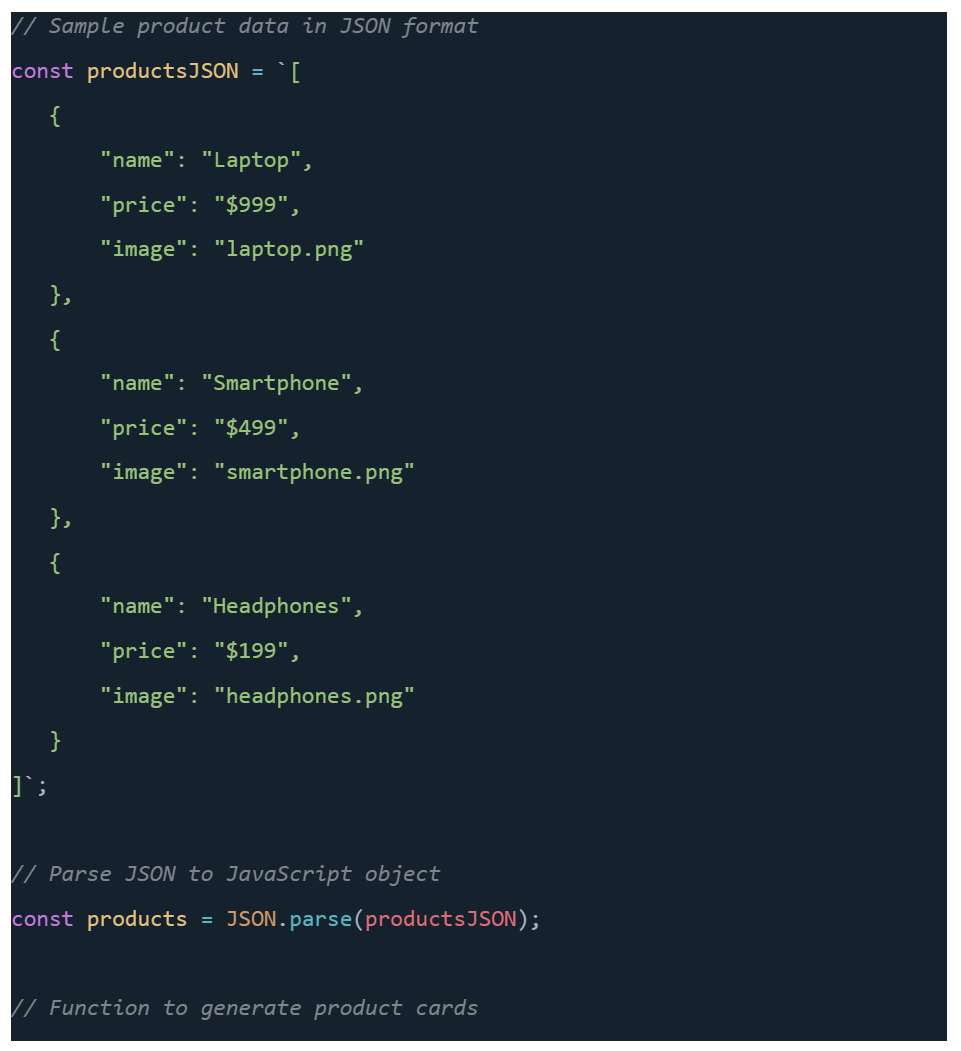 // Sample product data in JSON format
const productsJSON = `[
   {
       "name": "Laptop",
       "price": "$999",
       "image": "laptop.png"
   },
   {
       "name": "Smartphone",
       "price": "$499",
       "image": "smartphone.png"
   },
   {
       "name": "Headphones",
       "price": "$199",
       "image": "headphones.png"
   }
]`;
// Parse JSON to JavaScript object
const products = JSON.parse(productsJSON);
// Function to generate product cards